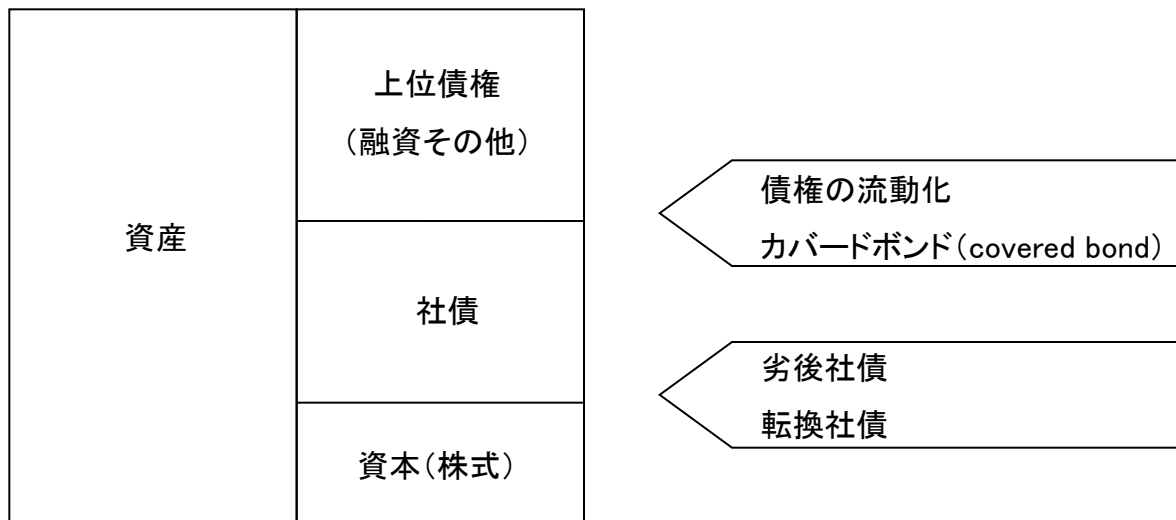 上位債権
（融資その他）
資産
社債
資本（株式）
債権の流動化
カバードボンド（covered bond）
劣後社債
転換社債